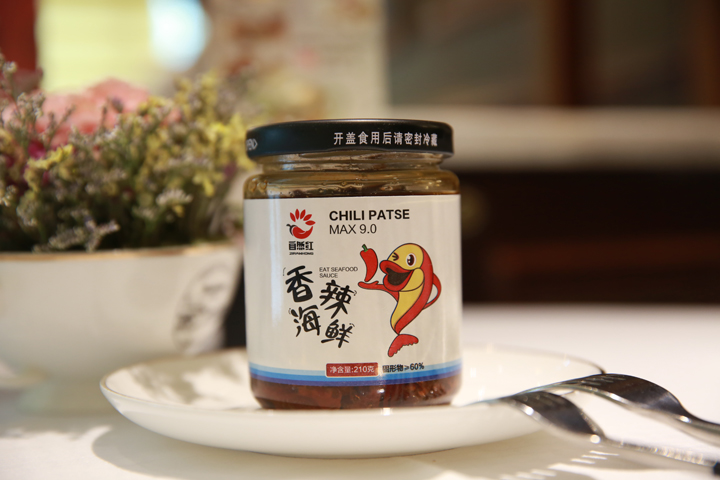 开盖食用后请密封冷藏
CHILI PATSE
MAX 9.0
EAT SEAFOOD
SAUCE
香辣
海鲜
净含量:210克
固形物≥60%